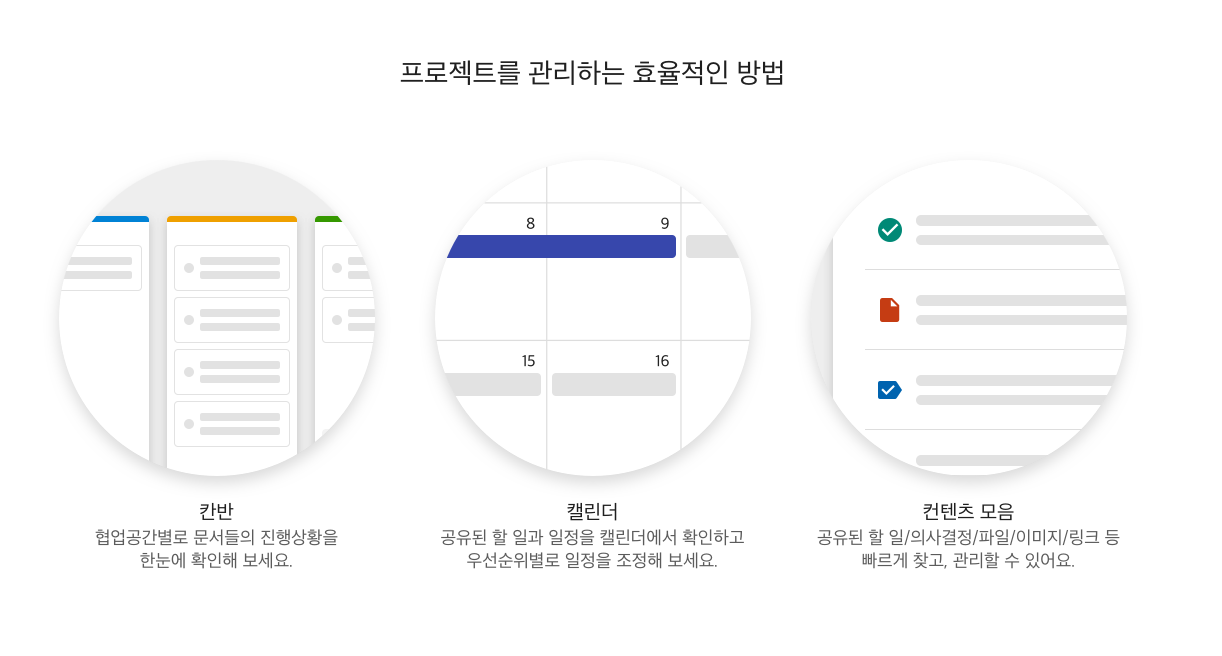 프로젝트를 관리하는 효율적인 방법
8
9
15
16
칸반
협업공간별로 문서들의 진행상황을
한눈에 확인해 보세요.
캘린더
공유된 할 일과 일정을 캘린더에서 확인하고
우선순위별로 일정을 조정해 보세요.
컨텐츠 모음
공유된 할 일/의사결정/파일/이미지/링크 등
빠르게 찾고, 관리할 수 있어요.